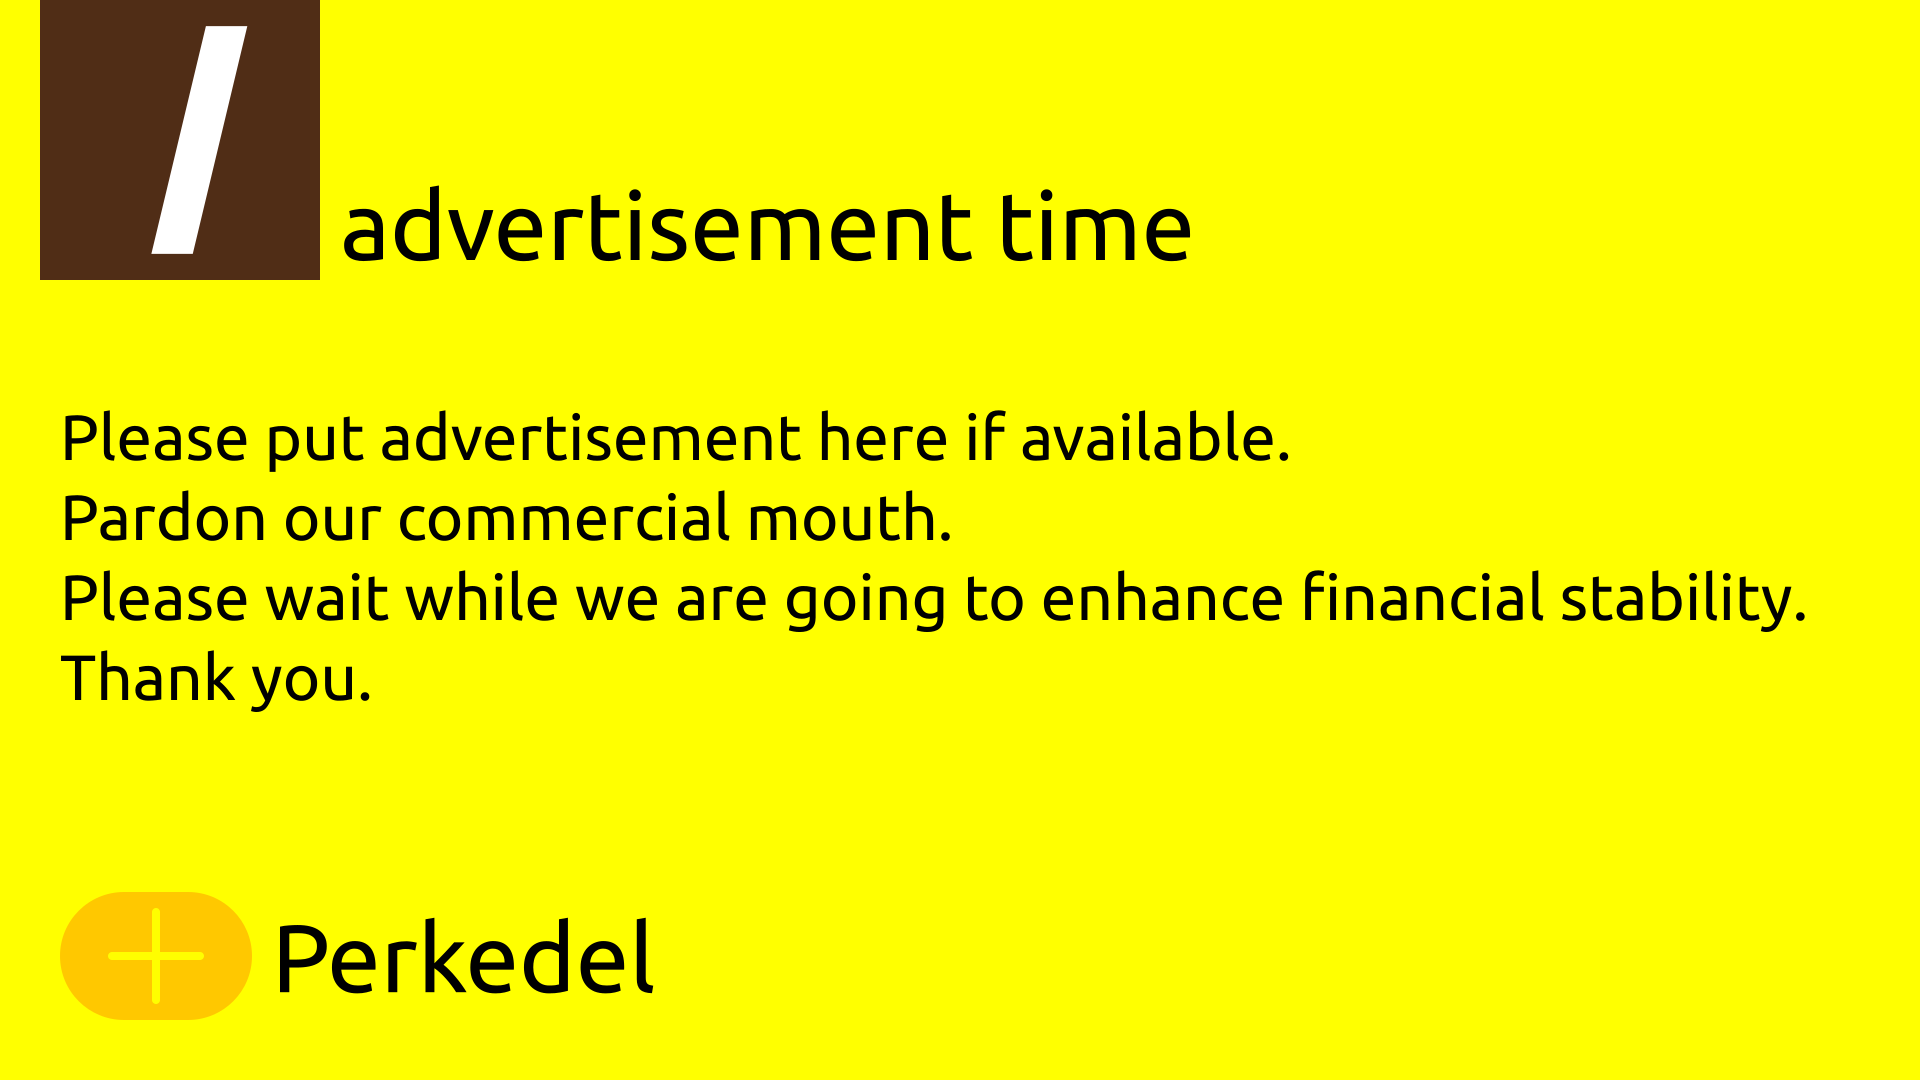 / advertisement time
Please put advertisement here if available.
Pardon our commercial mouth.
Please wait while we are going to enhance financial stability.
Thank you.
Perkedel